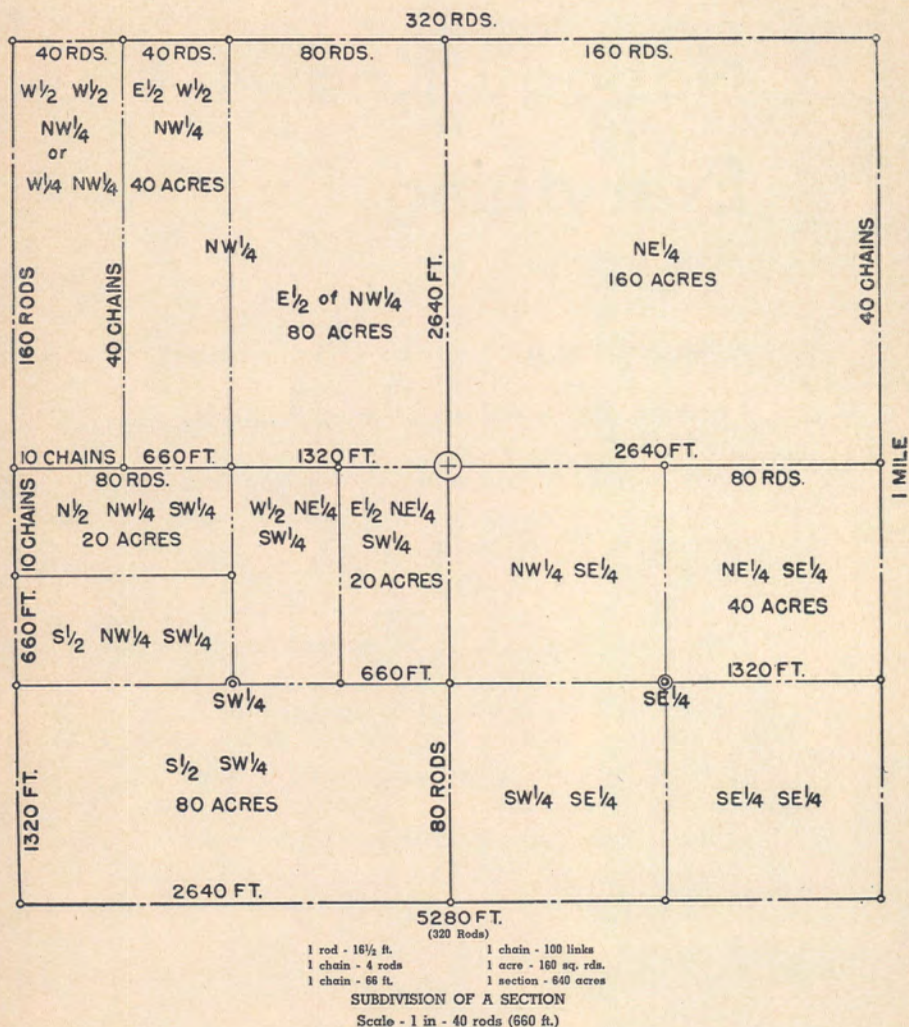 320 RDS.
40 RDS. 40 RDS. 80 RDS. 160 RDS.
W½ W½
NW¼
or
W¼ NW¼
E½ W½
NW¼
40 ACRES
NW¼
E½ of NW¼
80 ACRES
NE¼
160 ACRES
160 RODS
40 CHAINS
2640 FT.
40 CHAINS
1 MILE
10 CHAINS 660 FT. 1320 FT. 2640 FT.
80 RDS. 80 RDS.
10 CHAINS
N½ NW¼ SW¼
20 ACRES
W½ NE¼
SW¼
E½ NE¼
SW¼
20 ACRES
NW¼ SE¼
NE¼ SE¼
40 ACRES
660 FT.
S½ NW¼ SW¼
660 FT. 1320 FT.
SW¼ SE¼
S½ SW¼
80 ACRES
1320 FT.
80 RODS
SW¼ SE¼
SE¼ SE¼
2640 FT.
5280 FT.
(320 Rods)
1 rod - 16½ ft. 1 chain - 100 links
1 chain - 4 rods 1 acre - 160 sq. rds.
1 chain - 66 ft. 1 section - 640 acres
SUBDIVISION OF A SECTION
Scale - 1 in - 40 rods (660 ft.)